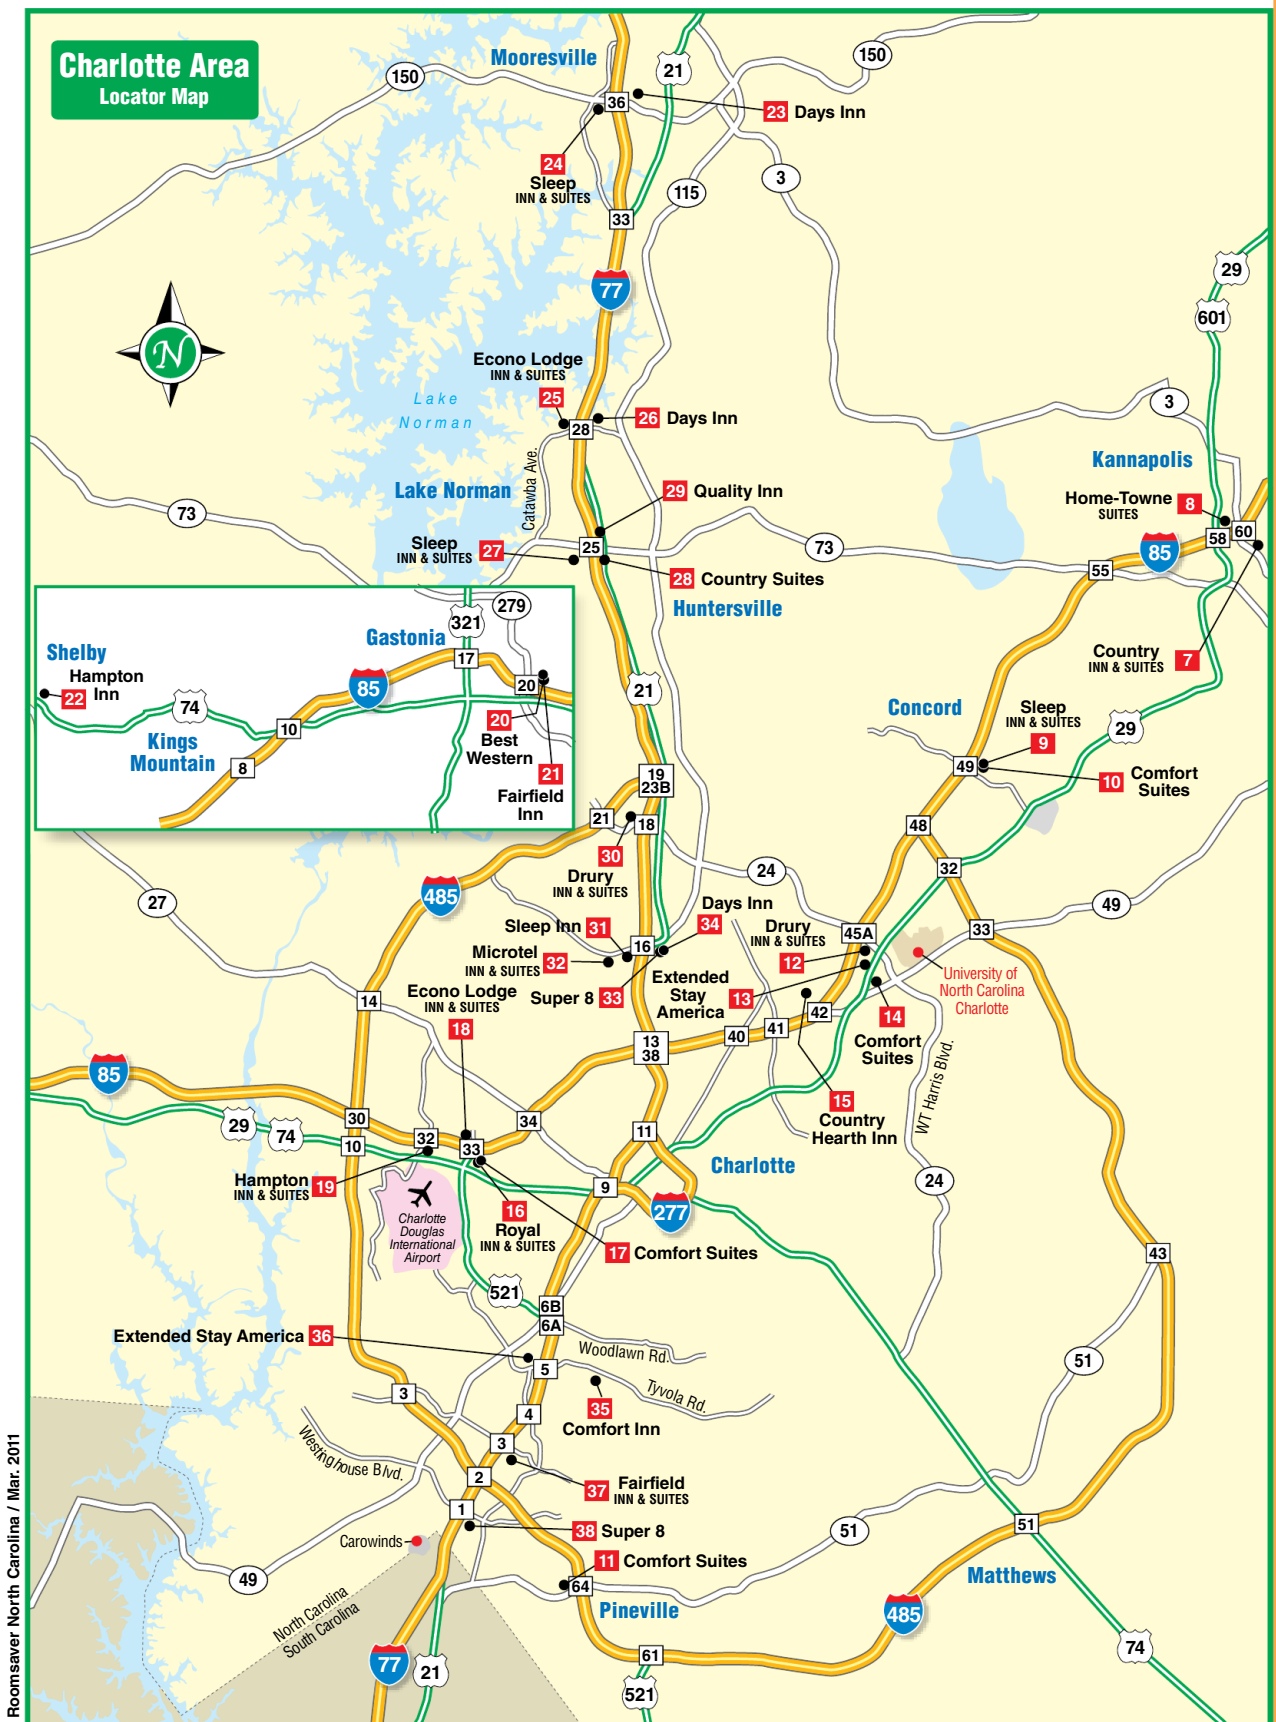 Charlotte Area
Locator Map
Mooresville
150
21
150
36
23 Days Inn
24
Sleep
INN & SUITES
115
3
33
77
29
601
N
Econo Lodge
INN & SUITES
25
26 Days Inn
28
Lake
Norman
3
Kannapolis
Lake Norman
Catawba Ave.
29 Quality Inn
Home-Towne
SUITES
8
73
Sleep
INN & SUITES
27
25
73
85
58
60
55
28 Country Suites
Huntersville
279
321
Gastonia
Shelby
Hampton
Inn
22
17
85
20
74
10
Kings
Mountain
8
20
Best
Western
21
Fairfield
Inn
Country
INN & SUITES
7
21
Concord
Sleep
INN & SUITES
9
29
49
10
Comfort
Suites
19
23B
21
18
48
30
Drury
INN & SUITES
24
32
485
27
49
Days Inn
34
Sleep Inn 31
Drury
INN & SUITES
12
45A
33
16
Microtel
INN & SUITES
32
University of
North Carolina
Charlotte
Super 8 33
Extended
Stay
America
13
14
Econo Lodge
INN & SUITES
18
42
14
Comfort
Suites
13
38
40
41
WT Harris Blvd.
85
15
Country
Hearth Inn
29
74
30
10
32
33
34
11
Charlotte
Hampton
INN & SUITES
19
9
24
277
Charlotte
Douglas
International
Airport
16
Royal
INN & SUITES
17 Comfort Suites
43
521
6B
6A
Extended Stay America 36
Woodlawn Rd.
5
51
Tyvola Rd.
3
35
Comfort Inn
4
Westinghouse Blvd.
3
2
37
Fairfield
INN & SUITES
1
38 Super 8
51
51
Carowinds
11 Comfort Suites
49
64
Matthews
Pineville
North Carolina
South Carolina
485
77
21
61
74
521
Roomsaver North Carolina / Mar. 2011